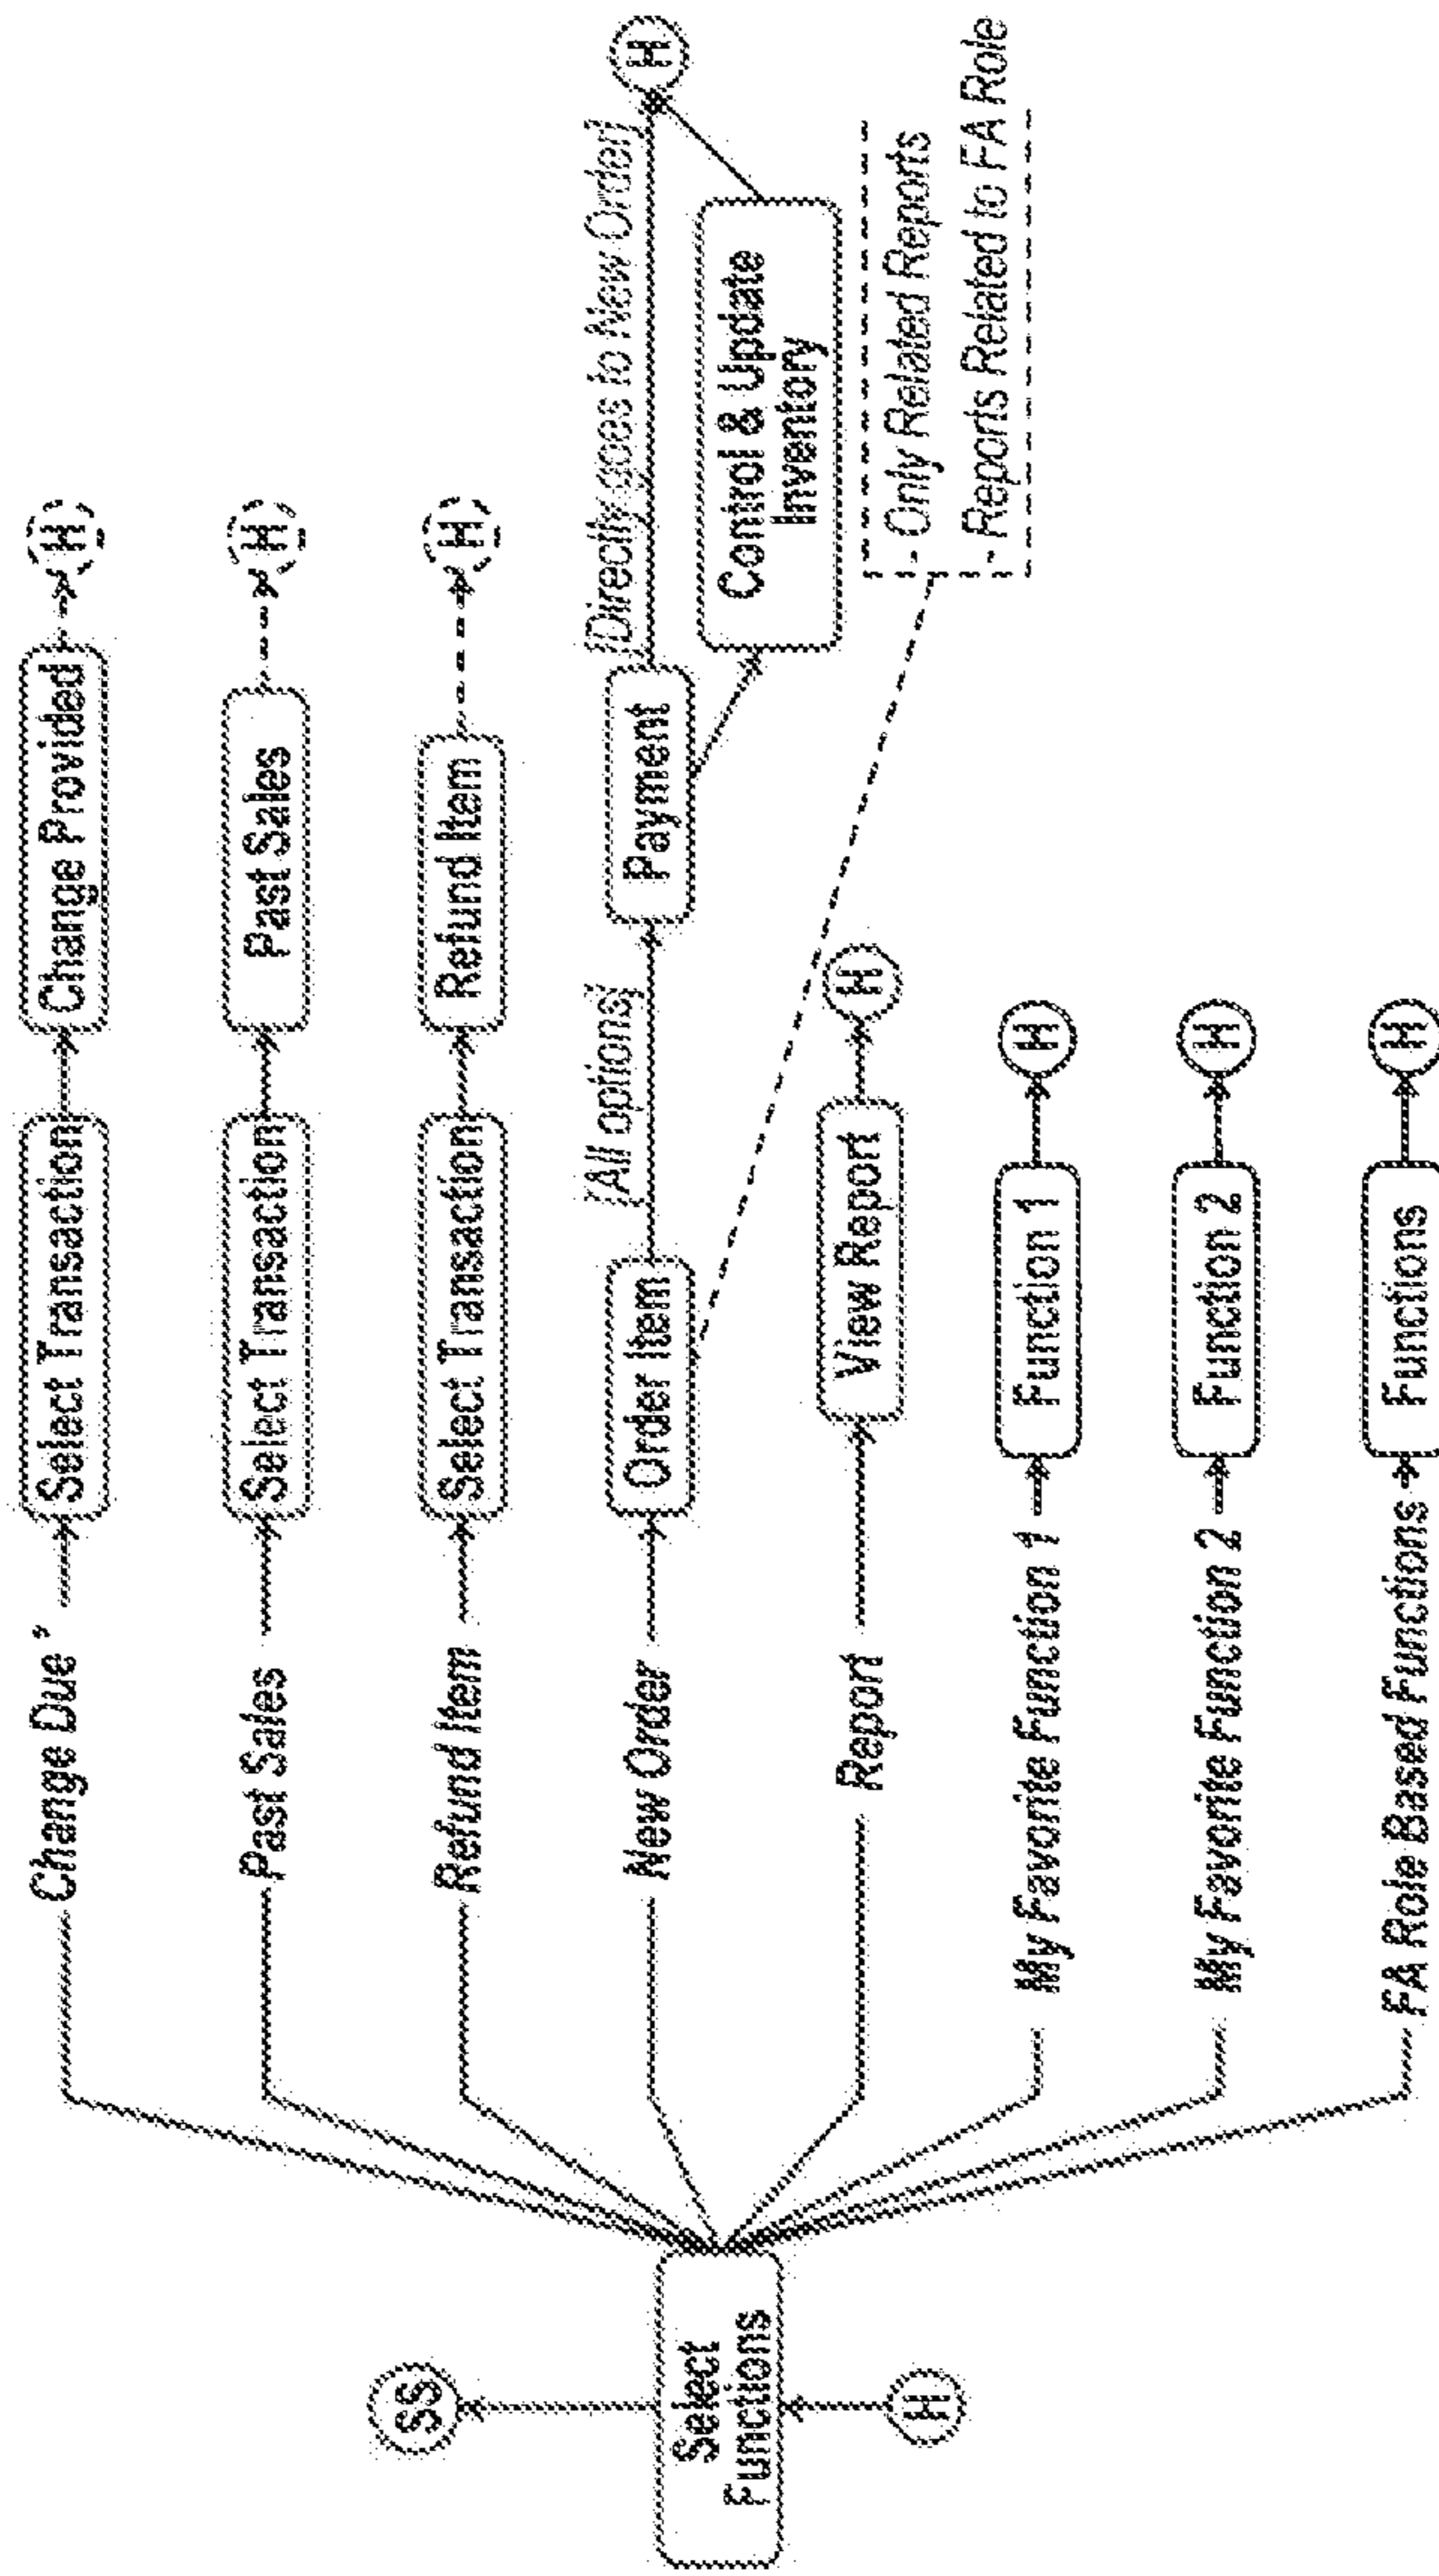 SS
Select
Functions
H
Change Due *
Select Transaction
Change Provided
H
Past Sales
Select Transaction
Past Sales
H
Refund Item
Select Transaction
Refund Item
H
New Order
Order Item
[All options]
Payment
[Directly goes to New Order]
H
Control & Update
Inventory
- Only Related Reports
- Reports Related to FA Role
Report
View Report
H
My Favorite Function 1
Function 1
H
My Favorite Function 2
Function 2
H
FA Role Based Functions
Functions
H